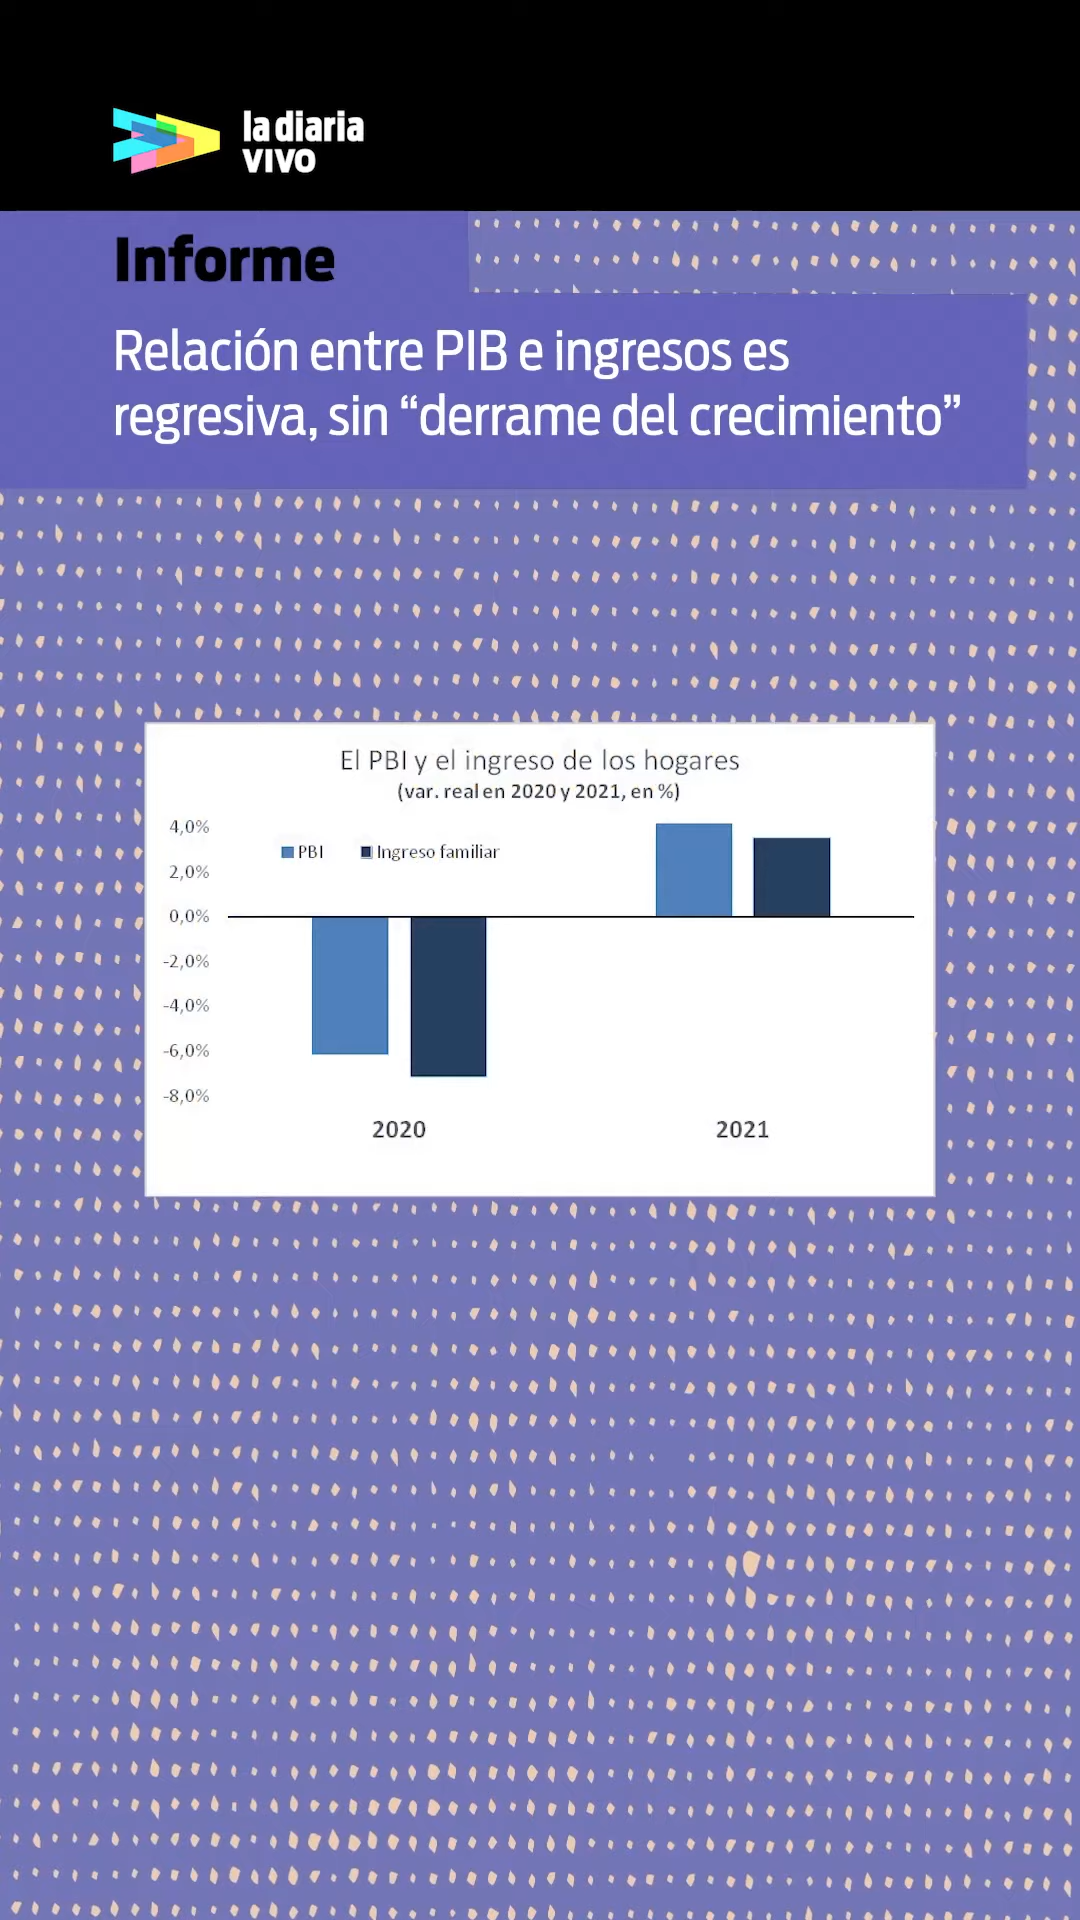 la diaria
VIVO
Informe
Relación entre PIB e ingresos es
regresiva, sin “derrame del crecimiento”
El PBI y el ingreso de los hogares
(var. real en 2020 y 2021, en %)
4,0%
PBI Ingreso familiar
2,0%
0,0%
-2,0%
-4,0%
-6,0%
-8,0%
2020 2021